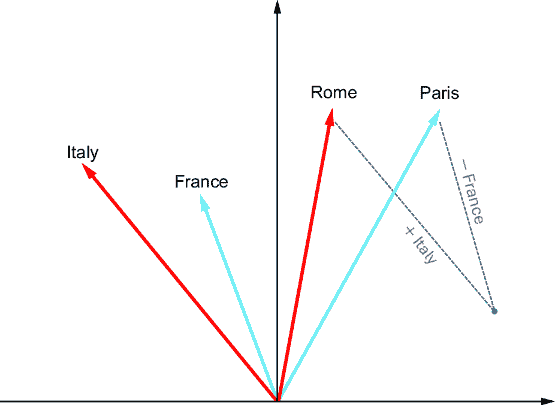 Rome
Paris
Italy
France
– France
+ Italy